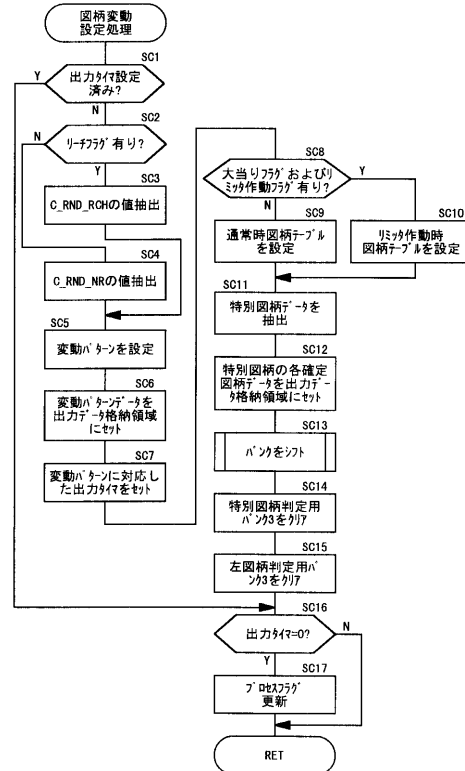 図柄変動
設定処理
SC1
出力ﾀｲﾏ設定
済み?
Y
N
SC2
ﾘｰﾁﾌﾗｸﾞ有り?
N
Y
SC3
C_RND_RCHの値抽出
SC4
C_RND_NRの値抽出
SC5
変動ﾊﾟﾀｰﾝを設定
SC6
変動ﾊﾟﾀｰﾝﾃﾞｰﾀを
出力ﾃﾞｰﾀ格納領域
にｾｯﾄ
SC7
変動ﾊﾟﾀｰﾝに対応し
た出力ﾀｲﾏをｾｯﾄ
SC8
大当りﾌﾗｸﾞおよびﾘ
ﾐｯﾀ作動ﾌﾗｸﾞ有り?
Y
N
SC9
通常時図柄ﾃｰﾌﾞﾙ
を設定
SC10
ﾘﾐｯﾀ作動時
図柄ﾃｰﾌﾞﾙを設定
SC11
特別図柄ﾃﾞｰﾀを
抽出
SC12
特別図柄の各確定
図柄ﾃﾞｰﾀを出力ﾃﾞｰ
ﾀ格納領域にｾｯﾄ
SC13
ﾊﾞﾝｸをｼﾌﾄ
SC14
特別図柄判定用
ﾊﾞﾝｸ3をｸﾘｱ
SC15
左図柄判定用ﾊﾞ
ﾝｸ3をｸﾘｱ
SC16
出力ﾀｲﾏ=0?
N
Y
SC17
ﾌﾟﾛｾｽﾌﾗｸﾞ
更新
RET